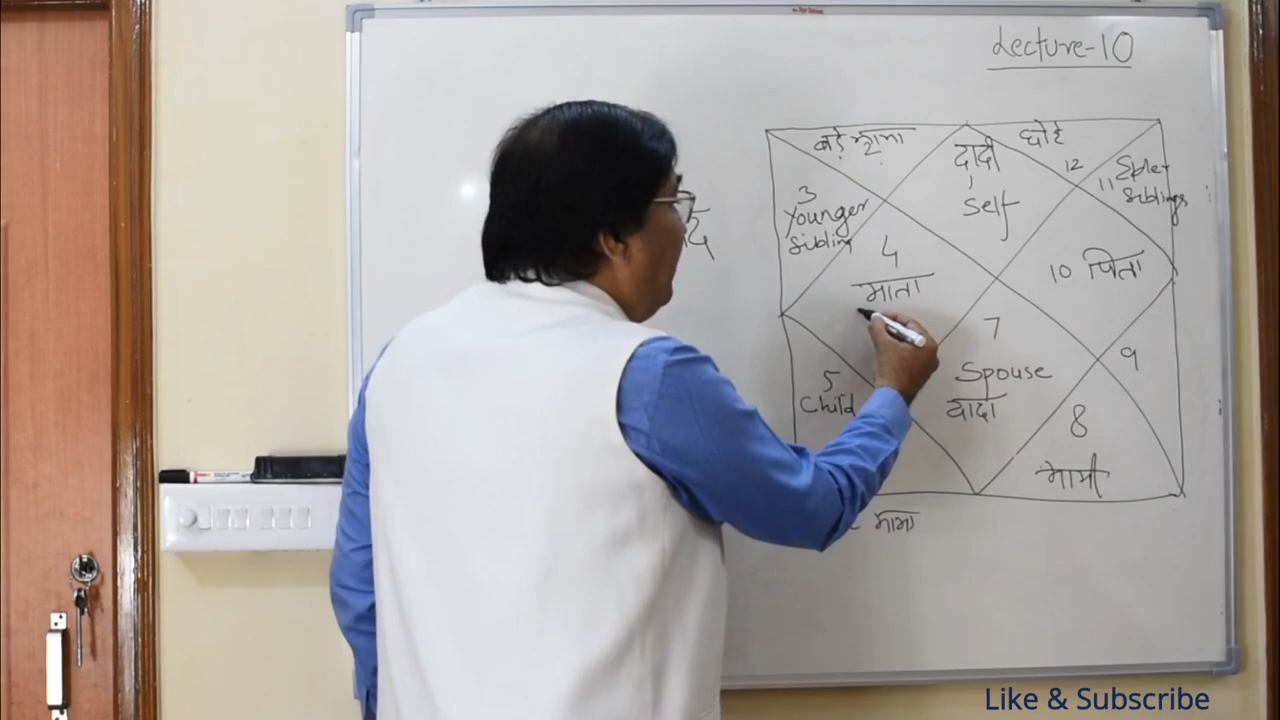 Lecture-10
बड़े मामा
दादी
,
Self
12
11 Elder
siblings
3
Younger
sibling
4
माता
10 पिता
5
Child
7
Spouse
दादा
9
8
मामी
मामा
Like & Subscribe